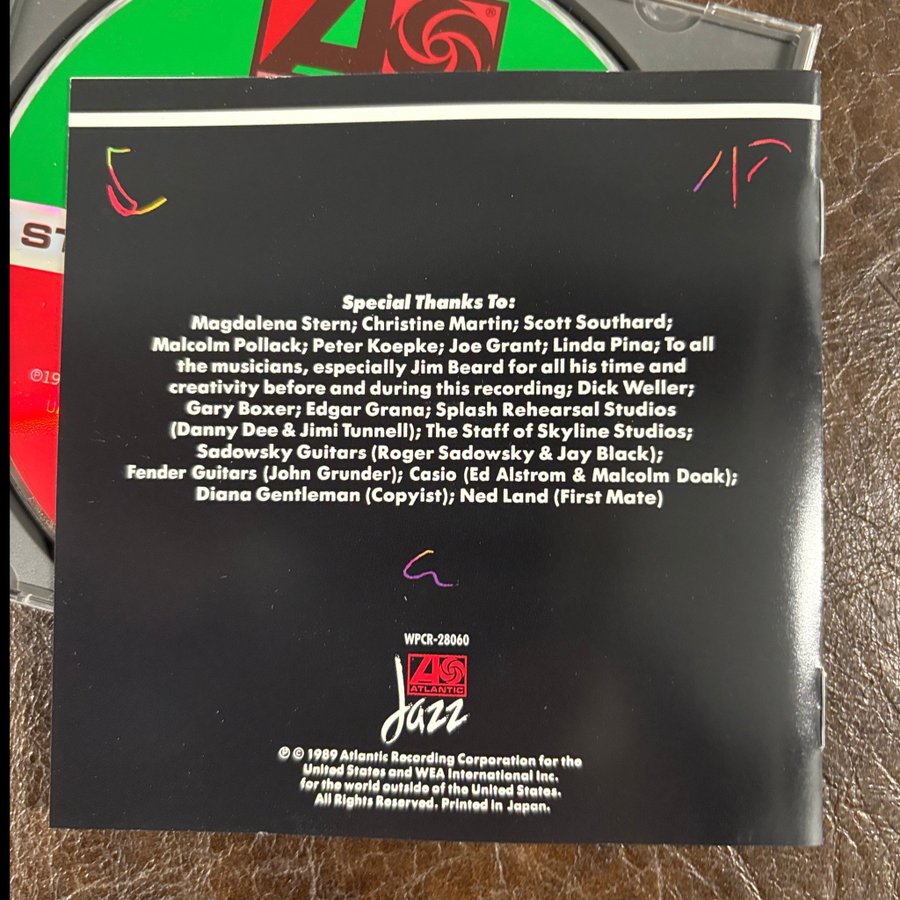 ST
℗19
Special Thanks To:
Magdalena Stern; Christine Martin; Scott Southard;
Malcolm Pollack; Peter Koepke; Joe Grant; Linda Pina; To all
the musicians, especially Jim Beard for all his time and
creativity before and during this recording; Dick Weller;
Gary Boxer; Edgar Grana; Splash Rehearsal Studios
(Danny Dee & Jimi Tunnell); The Staff of Skyline Studios;
Sadowsky Guitars (Roger Sadowsky & Jay Black);
Fender Guitars (John Grunder); Casio (Ed Alstrom & Malcolm Doak);
Diana Gentleman (Copyist); Ned Land (First Mate)
WPCR-28060
ATLANTIC
Jazz
℗ © 1989 Atlantic Recording Corporation for the
United States and WEA International Inc.
for the world outside of the United States.
All Rights Reserved. Printed in Japan.